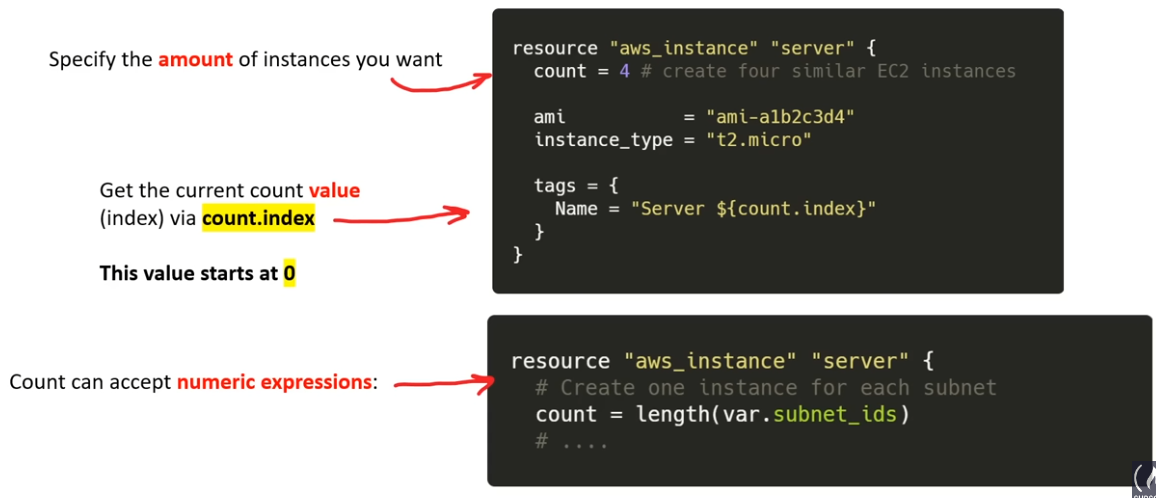 Specify the amount of instances you want
resource "aws_instance" "server" {
  count = 4 # create four similar EC2 instances
  ami           = "ami-a1b2c3d4"
  instance_type = "t2.micro"
  tags = {
    Name = "Server ${count.index}"
  }
}
Get the current count value
(index) via count.index
This value starts at 0
Count can accept numeric expressions:
resource "aws_instance" "server" {
  # Create one instance for each subnet
  count = length(var.subnet_ids)
  # ....